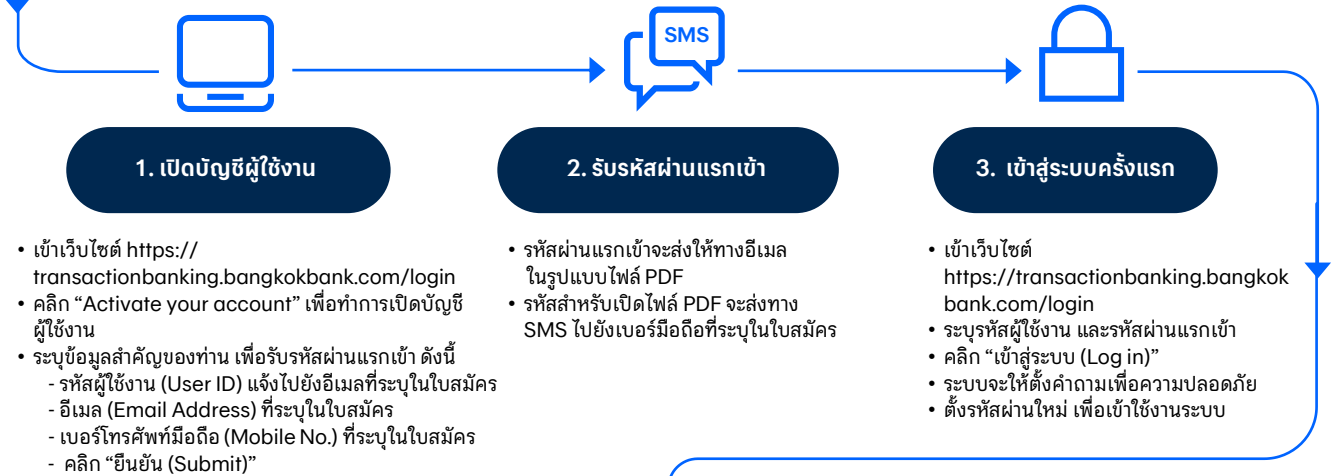 SMS
1. เปิดบัญชีผู้ใช้งาน
• เข้าเว็บไซต์ https://
transactionbanking.bangkokbank.com/login
• คลิก “Activate your account” เพื่อทำการเปิดบัญชี
ผู้ใช้งาน
• ระบุข้อมูลสำคัญของท่าน เพื่อรับรหัสผ่านแรกเข้า ดังนี้
- รหัสผู้ใช้งาน (User ID) แจ้งไปยังอีเมลที่ระบุในใบสมัคร
- อีเมล (Email Address) ที่ระบุในใบสมัคร
- เบอร์โทรศัพท์มือถือ (Mobile No.) ที่ระบุในใบสมัคร
- คลิก “ยืนยัน (Submit)”
2. รับรหัสผ่านแรกเข้า
• รหัสผ่านแรกเข้าจะส่งให้ทางอีเมล
ในรูปแบบไฟล์ PDF
• รหัสสำหรับเปิดไฟล์ PDF จะส่งทาง
SMS ไปยังเบอร์มือถือที่ระบุในใบสมัคร
3. เข้าสู่ระบบครั้งแรก
• เข้าเว็บไซต์
https://transactionbanking.bangkok
bank.com/login
• ระบุรหัสผู้ใช้งาน และรหัสผ่านแรกเข้า
• คลิก “เข้าสู่ระบบ (Log in)”
• ระบบจะให้ตั้งคำถามเพื่อความปลอดภัย
• ตั้งรหัสผ่านใหม่ เพื่อเข้าใช้งานระบบ